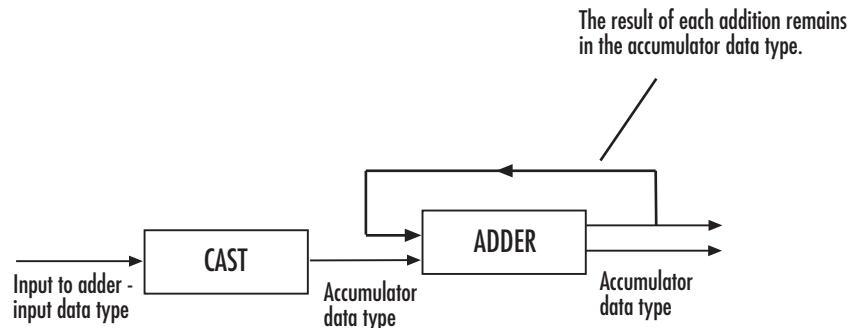 The result of each addition remains
in the accumulator data type.
CAST
ADDER
Input to adder -
input data type
Accumulator
data type
Accumulator
data type